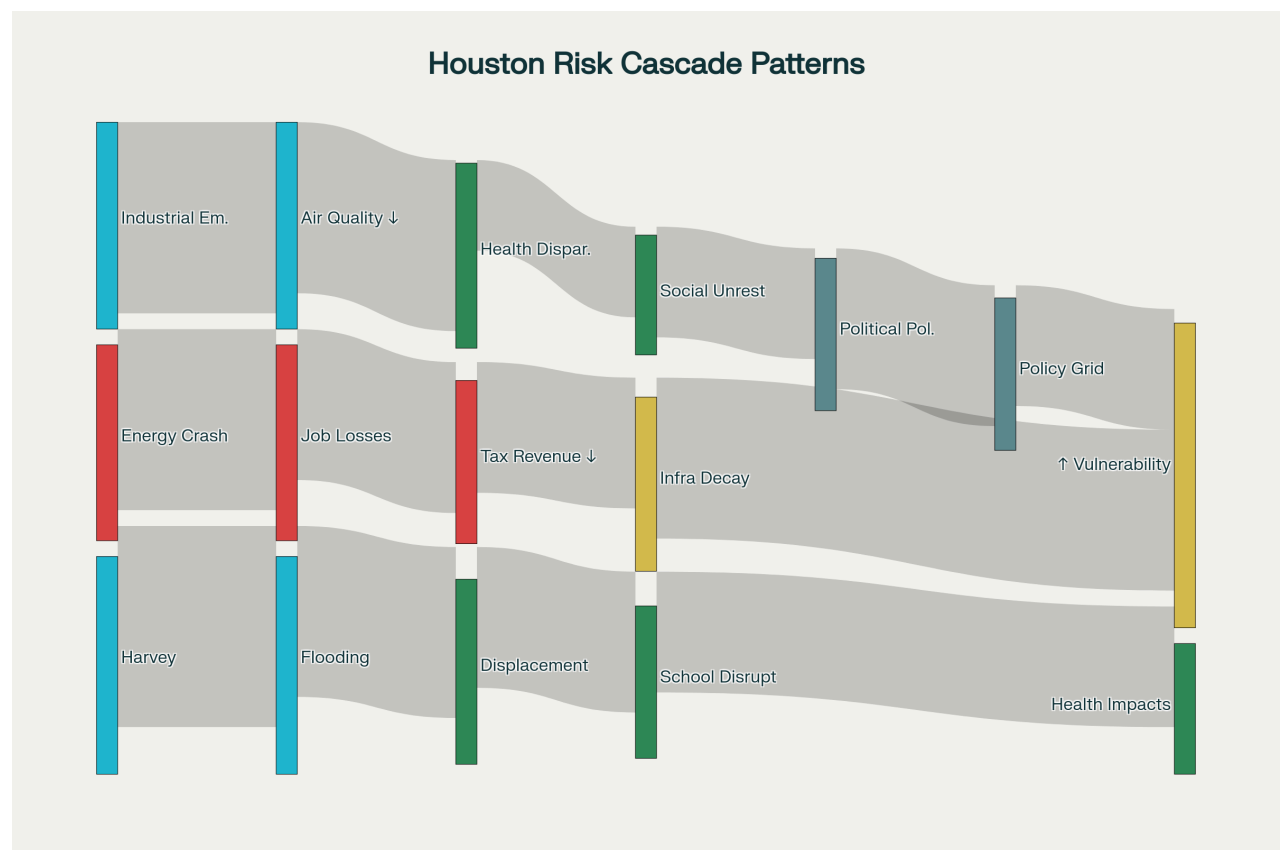 Houston Risk Cascade Patterns
Industrial Em.
Air Quality ↓
Health Dispar.
Social Unrest
Political Pol.
Policy Grid
Energy Crash
Job Losses
Tax Revenue ↓
Infra Decay
↑ Vulnerability
Harvey
Flooding
Displacement
School Disrupt
Health Impacts